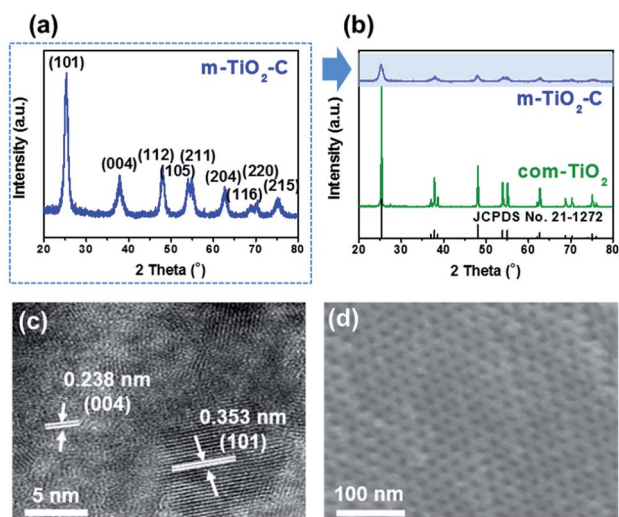 (a)
m-TiO₂-C
(101)
(004)
(112)
(105)
(211)
(204)
(116)
(220)
(215)
Intensity (a.u.)
20 30 40 50 60 70 80
2 Theta (°)
(b)
m-TiO₂-C
com-TiO₂
JCPDS No. 21-1272
Intensity (a.u.)
20 30 40 50 60 70 80
2 Theta (°)
(c)
0.238 nm
(004)
0.353 nm
(101)
5 nm
(d)
100 nm